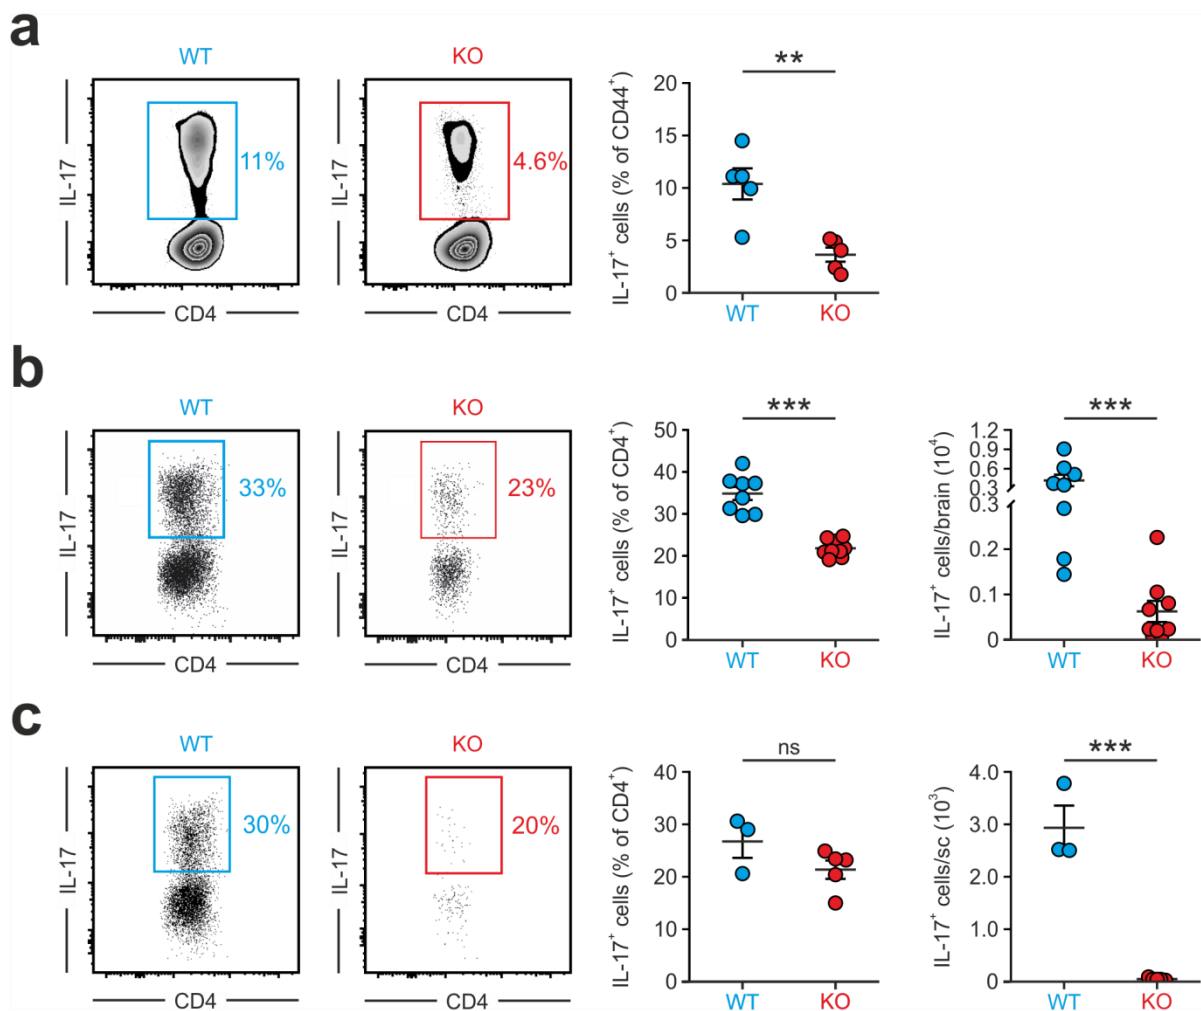 a
WT
KO
IL-17
11%
CD4
IL-17
4.6%
CD4
**
IL-17⁺ cells (% of CD44⁺)
20
15
10
5
0
WT
KO
b
WT
KO
IL-17
33%
CD4
IL-17
23%
CD4
***
IL-17⁺ cells (% of CD4⁺)
50
40
30
20
10
0
WT
KO
***
IL-17⁺ cells/brain (10⁴)
1.2
0.9
0.6
0.3
0.3
0.2
0.1
0
WT
KO
c
WT
KO
IL-17
30%
CD4
IL-17
20%
CD4
ns
IL-17⁺ cells (% of CD4⁺)
40
30
20
10
0
WT
KO
***
IL-17⁺ cells/sc (10³)
4.0
3.0
2.0
1.0
0
WT
KO